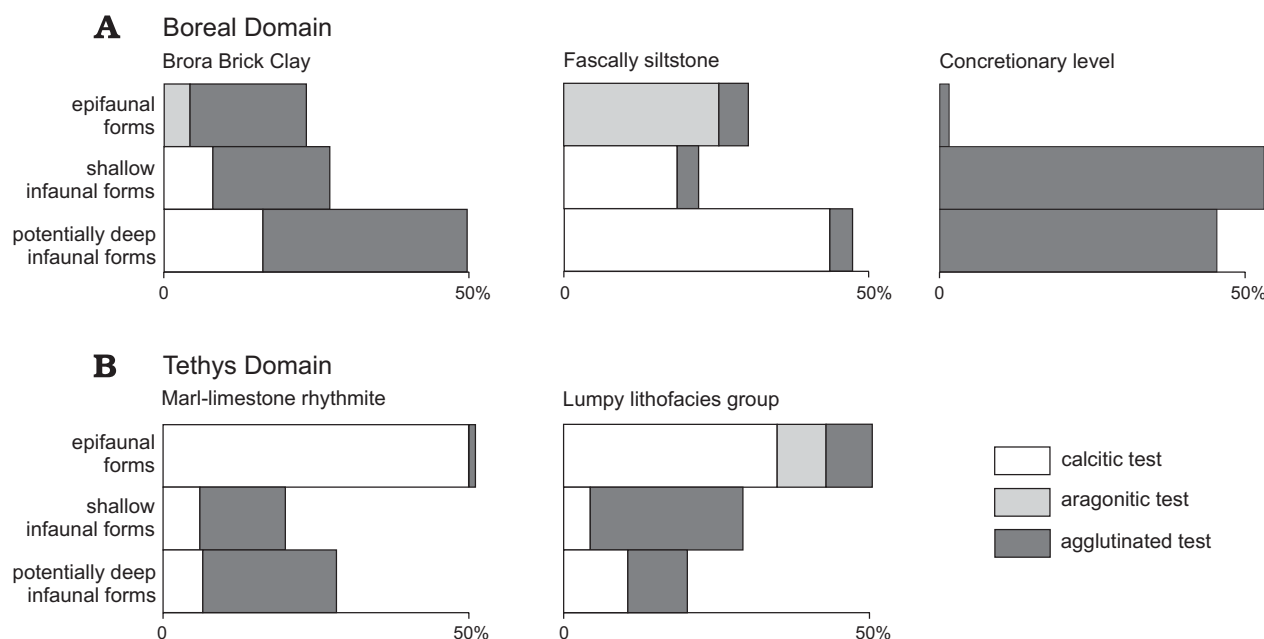 A Boreal Domain
Brora Brick Clay
Fascally siltstone
Concretionary level
epifaunal
forms
shallow
infaunal forms
potentially deep
infaunal forms
0 50%
0 50%
0 50%
B Tethys Domain
Marl-limestone rhythmite
Lumpy lithofacies group
epifaunal
forms
shallow
infaunal forms
potentially deep
infaunal forms
0 50%
0 50%
calcitic test
aragonitic test
agglutinated test